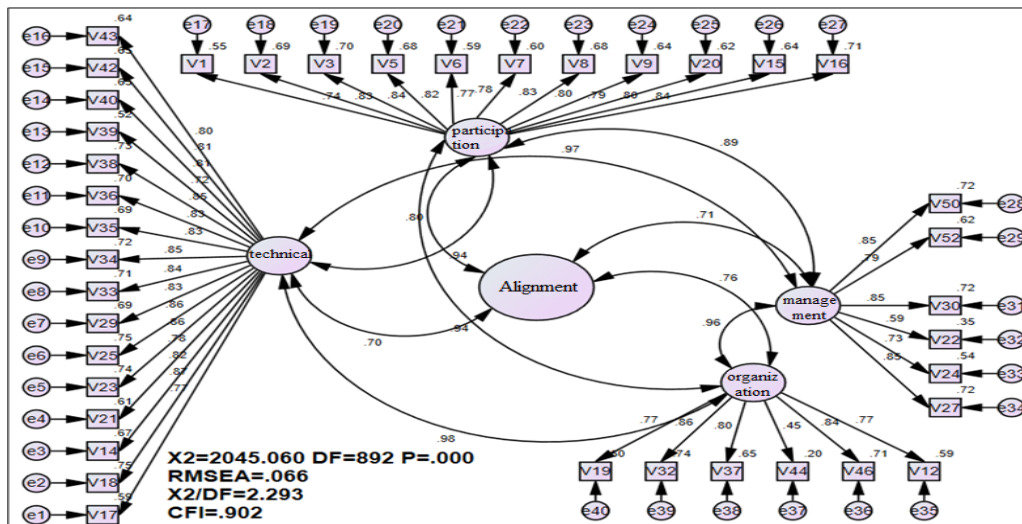 e17 e18 e19 e20 e21 e22 e23 e24 e25 e26 e27
.55 .69 .70 .68 .59 .60 .68 .64 .62 .64 .71
V1 V2 V3 V5 V6 V7 V8 V9 V20 V15 V16
.74 .83 .84 .82 .77 .78 .83 .80 .79 .80 .84
particip
tion
.64
e16 V43
e15 V42
e14 V40
.52
e13 V39
.73
e12 V38
.70
e11 V36
.69
e10 V35
.72
e9 V34
.71
e8 V33
.69
e7 V29
.75
e6 V25
.74
e5 V23
.61
e4 V21
.67
e3 V14
.75
e2 V18
e1 V17
.80
.81
.81
.72
.85
.83
.83
.85
.84
.83
.86
.86
.78
.82
.87
.77
technical
.97
.89
.80
.94
.71
.76
.94
.70
.96
.98
Alignment
manage
ment
.85
.79
.85
.59
.73
.85
.72
V50 e28
.62
V52 e29
.72
V30 e31
.35
V22 e32
.54
V24 e33
.72
V27 e34
organiz
ation
.77 .86 .80 .45 .84 .77
.74 .65 .20 .71 .59
V19 V32 V37 V44 V46 V12
e40 e39 e38 e37 e36 e35
X2=2045.060 DF=892 P=.000
RMSEA=.066
X2/DF=2.293
CFI=.902